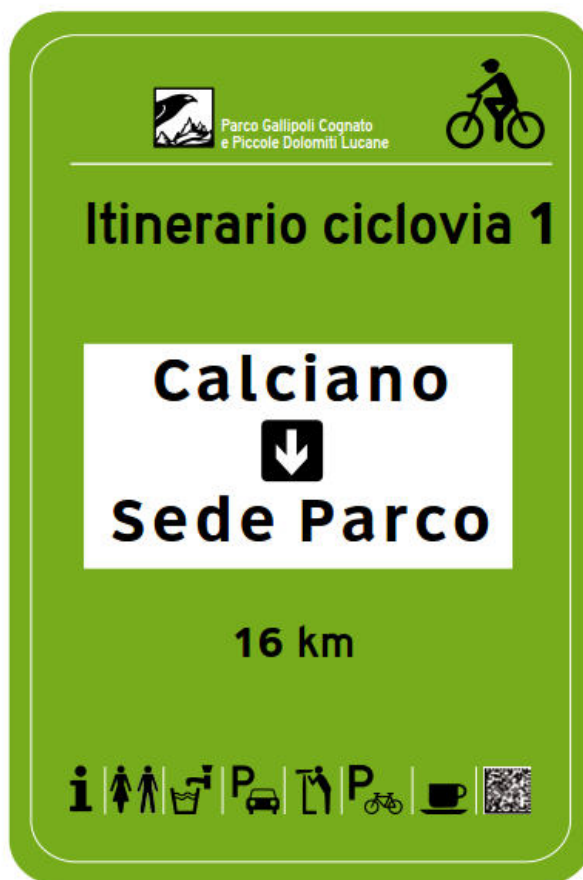 Parco Gallipoli Cognato
e Piccole Dolomiti Lucane
Itinerario ciclovia 1
Calciano
Sede Parco
16 km
i P P